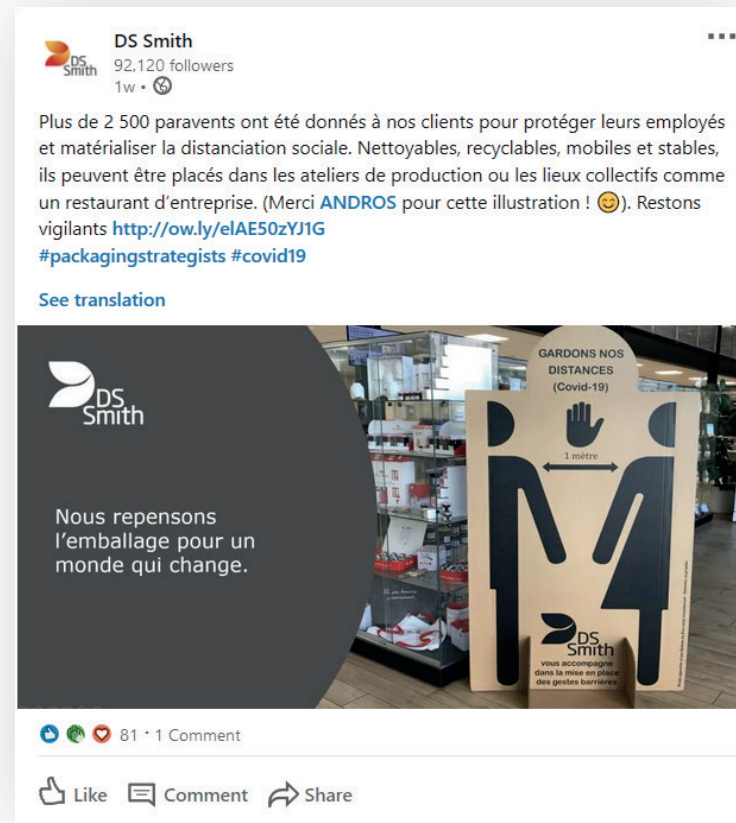 DS Smith
92,120 followers
1w •
DS
Smith
Plus de 2 500 paravents ont été donnés à nos clients pour protéger leurs employés
et matérialiser la distanciation sociale. Nettoyables, recyclables, mobiles et stables,
ils peuvent être placés dans les ateliers de production ou les lieux collectifs comme
un restaurant d'entreprise. (Merci ANDROS pour cette illustration ! 😊). Restons
vigilants http://ow.ly/elAE50zYJ1G
#packagingstrategists #covid19
See translation
DS
Smith
Nous repensons
l'emballage pour un
monde qui change.
GARDONS NOS
DISTANCES
(Covid-19)
1 mètre
DS
Smith
vous accompagne
dans la mise en place
des gestes barrières
81 · 1 Comment
Like Comment Share